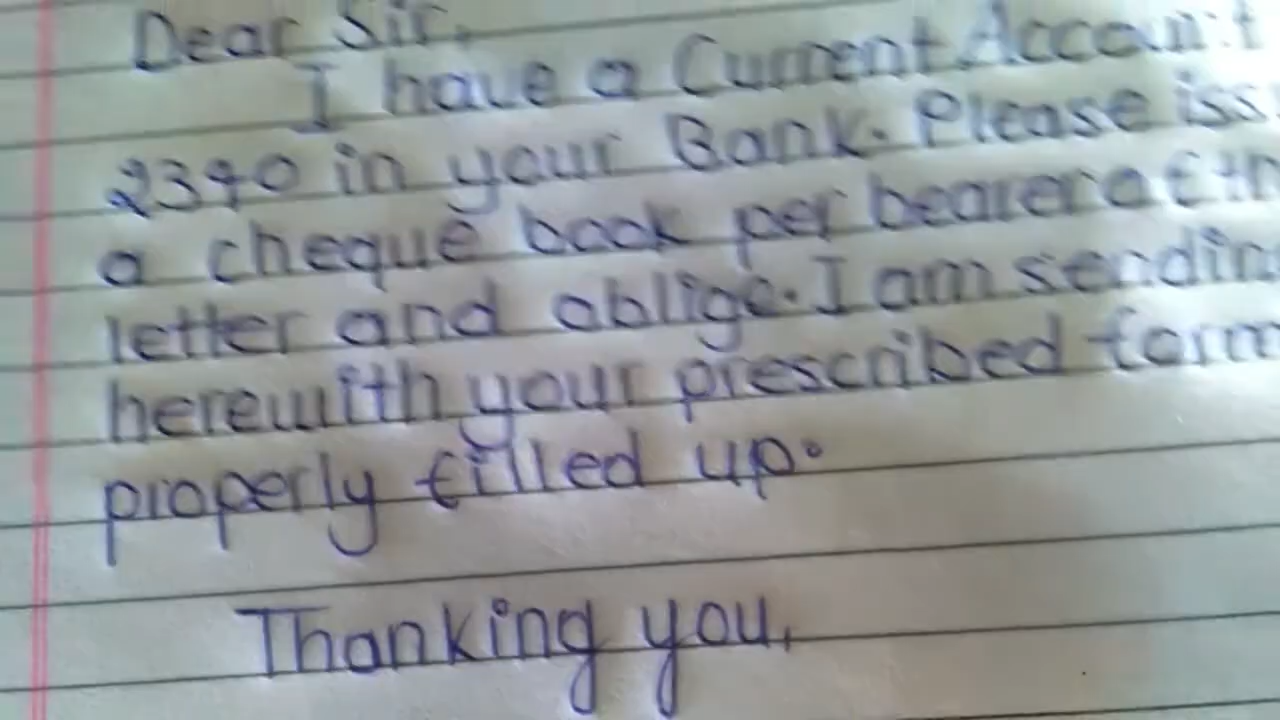 Dear Sir,
I have a Current Account
2390 in your Bank. Please iss
a cheque book per bearer of th
letter and oblige. I am sendin
herewith your prescribed form
properly filled up.
Thanking you,